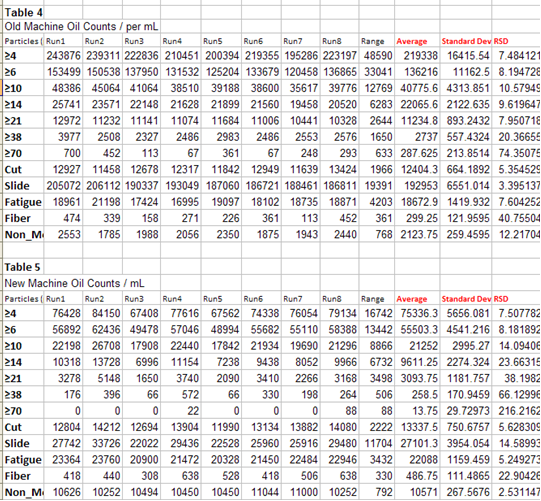 Table 4
Old Machine Oil Counts / per mL
Particles ( Run1 Run2 Run3 Run4 Run5 Run6 Run7 Run8 Range Average Standard Dev RSD
≥4 243876 239311 222836 210451 200394 219355 195286 223197 48590 219338 16415.54 7.484121
≥6 153499 150538 137950 131532 125204 133679 120458 136865 33041 136216 11162.5 8.194728
≥10 48386 45064 41064 38510 39188 38600 35617 39776 12769 40775.6 4313.851 10.57949
≥14 25741 23571 22148 21628 21899 21560 19458 20520 6283 22065.6 2122.635 9.619647
≥21 12972 11232 11141 11074 11684 11006 10441 10328 2644 11234.8 893.2432 7.950718
≥38 3977 2508 2327 2486 2983 2486 2553 2576 1650 2737 557.4324 20.36655
≥70 700 452 113 67 361 67 248 293 633 287.625 213.8514 74.35075
Cut 12927 11458 12678 12317 11842 12949 11639 13424 1966 12404.3 664.1892 5.354529
Slide 205072 206112 190337 193049 187060 186721 188461 186811 19391 192953 6551.014 3.395137
Fatigue 18961 21198 17424 16995 19097 18102 18735 18871 4203 18672.9 1419.932 7.604252
Fiber 474 339 158 271 226 361 113 452 361 299.25 121.9595 40.75504
Non_M 2553 1785 1988 2056 2350 1875 1943 2440 768 2123.75 259.4595 12.21704
Table 5
New Machine Oil Counts / mL
Particles ( Run1 Run2 Run3 Run4 Run5 Run6 Run7 Run8 Range Average Standard Dev RSD
≥4 76428 84150 67408 77616 67562 74338 76054 79134 16742 75336.3 5656.081 7.507782
≥6 56892 62436 49478 57046 48994 55682 55110 58388 13442 55503.3 4541.216 8.181892
≥10 22198 26708 17908 22440 17842 21934 19690 21296 8866 21252 2995.27 14.09406
≥14 10318 13728 6996 11154 7238 9438 8052 9966 6732 9611.25 2274.324 23.66315
≥21 3278 5148 1650 3740 2090 3410 2266 3168 3498 3093.75 1181.757 38.1982
≥38 176 396 66 572 66 330 198 264 506 258.5 170.9459 66.12996
≥70 0 0 0 22 0 0 0 88 88 13.75 29.72973 216.2162
Cut 12804 14212 12694 13904 11990 13134 13882 14080 2222 13337.5 750.6757 5.628309
Slide 27742 33726 22022 29436 22528 25960 25916 29480 11704 27101.3 3954.054 14.58993
Fatigue 23364 23760 20900 21472 20328 21450 22484 22946 3432 22088 1159.459 5.249273
Fiber 418 440 308 638 528 418 506 638 330 486.75 111.4865 22.90426
Non_M 10626 10252 10494 10450 10450 11044 11000 10252 792 10571 267.5676 2.531147